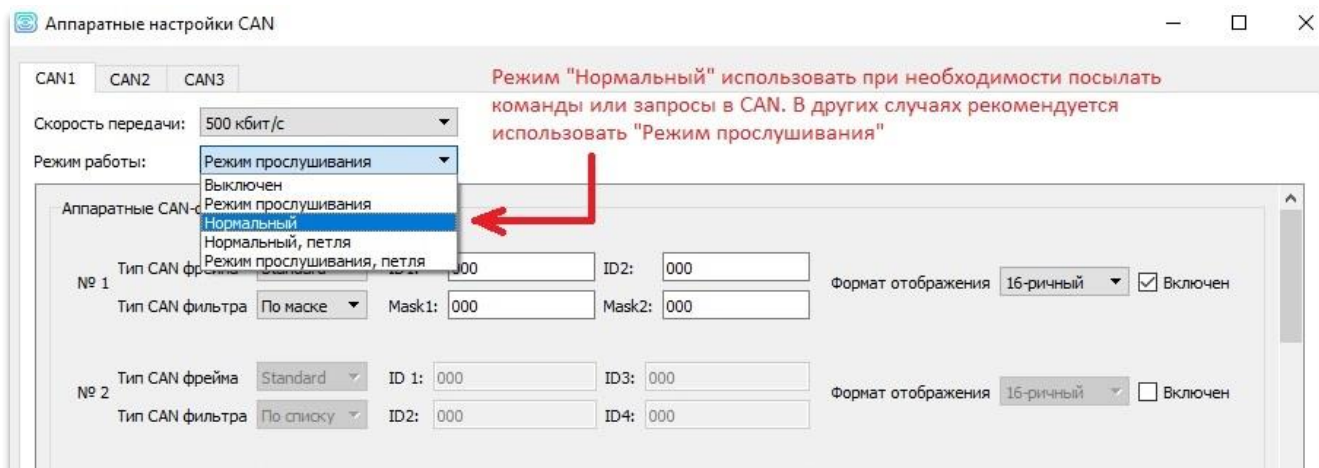 Аппаратные настройки CAN
CAN1 CAN2 CAN3
Режим "Нормальный" использовать при необходимости посылать
команды или запросы в CAN. В других случаях рекомендуется
использовать "Режим прослушивания"
Скорость передачи: 500 кбит/с
Режим работы: Режим прослушивания
Выключен
Режим прослушивания
Нормальный
Нормальный, петля
Режим прослушивания, петля
Аппаратные CAN-
№ 1
Тип CAN 000 ID2: 000
Тип CAN фильтра По маске Mask1: 000 Mask2: 000
Формат отображения 16-ричный Включен
№ 2
Тип CAN фрейма Standard ID 1: 000 ID3: 000
Тип CAN фильтра По списку ID2: 000 ID4: 000
Формат отображения 16-ричный Включен